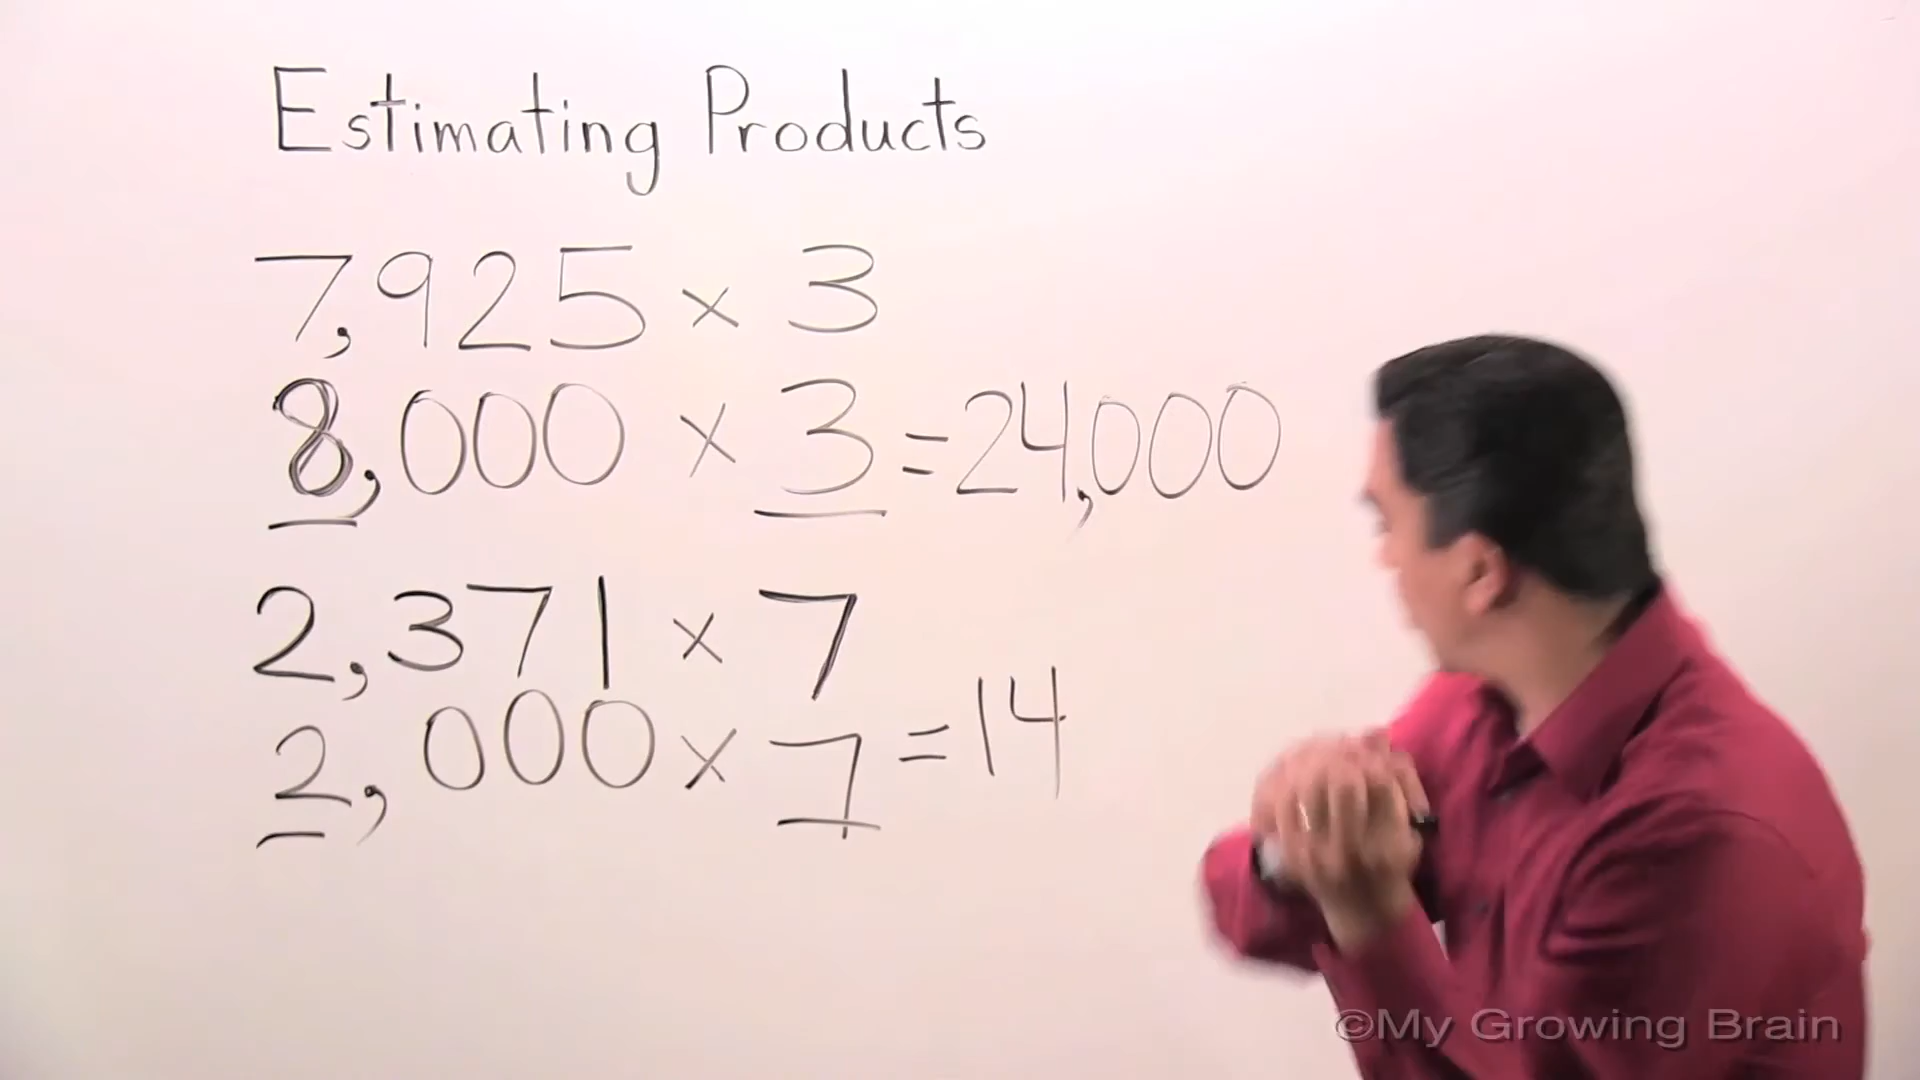 Estimating Products
7,925 × 3
8,000 × 3 = 24,000
2,371 × 7
2,000 × 7 = 14
©My Growing Brain